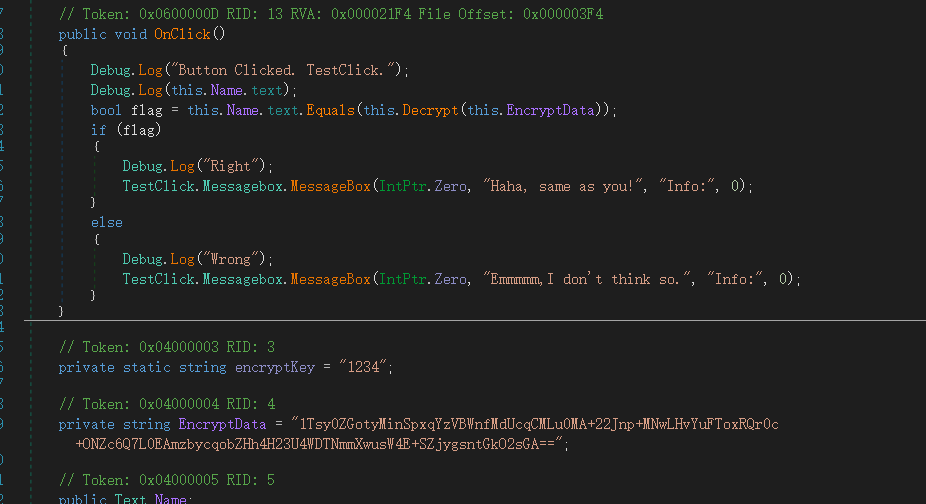 // Token: 0x0600000D RID: 13 RVA: 0x000021F4 File Offset: 0x000003F4
public void OnClick()
{
Debug.Log("Button Clicked. TestClick.");
Debug.Log(this.Name.text);
bool flag = this.Name.text.Equals(this.Decrypt(this.EncryptData));
if (flag)
{
Debug.Log("Right");
TestClick.Messagebox.MessageBox(IntPtr.Zero, "Haha, same as you!", "Info:", 0);
}
else
{
Debug.Log("Wrong");
TestClick.Messagebox.MessageBox(IntPtr.Zero, "Emmmmm,I don't think so.", "Info:", 0);
}
}
// Token: 0x04000003 RID: 3
private static string encryptKey = "1234";
// Token: 0x04000004 RID: 4
private string EncryptData = "1Tsy0ZGotyMinSpxqYzVBWnfMdUcqCMLu0MA+22Jnp+MNwLHvYuFToxRQr0c
+ONZc6Q7L0EAmzbycqobZHh4H23U4WDTNmmXwusW4E+SZjygsntGkO2sGA==";
// Token: 0x04000005 RID: 5
public Text Name;